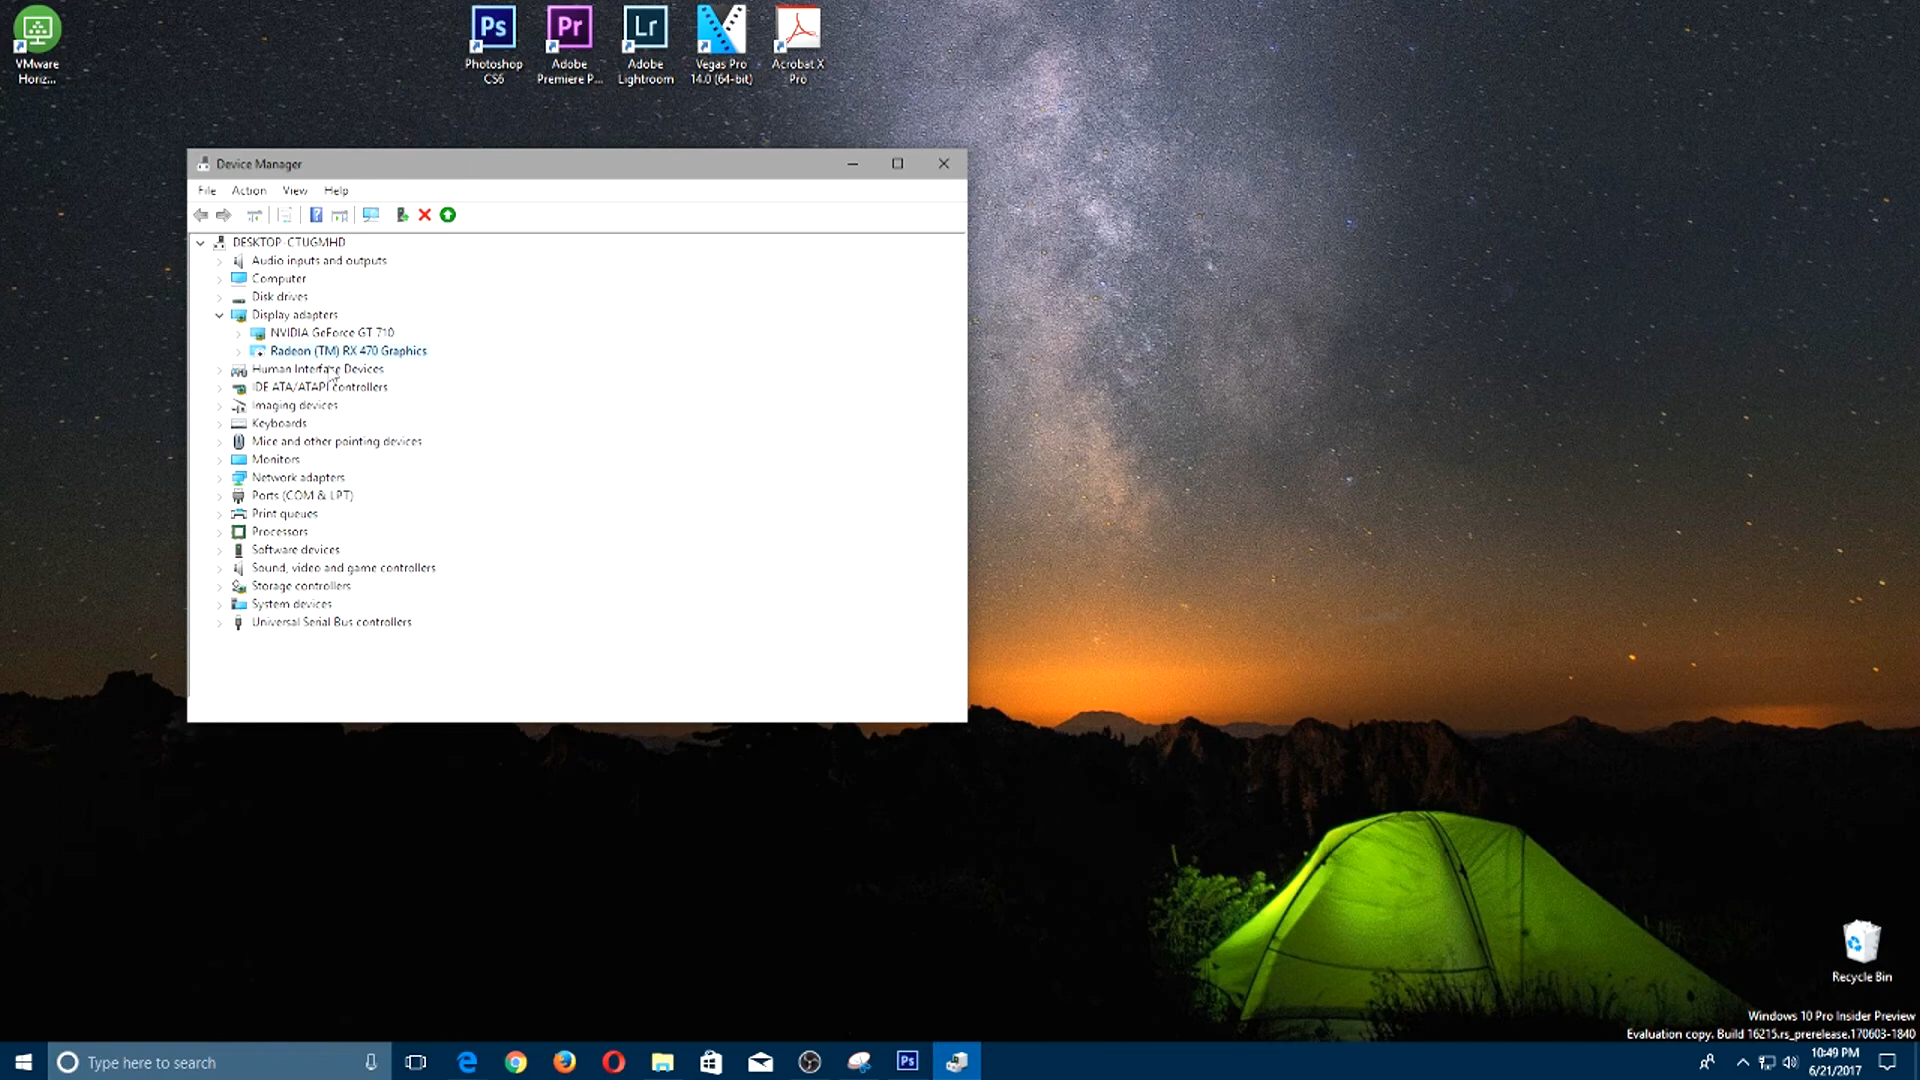 VMware
Horiz...
Ps
Photoshop
CS6
Pr
Adobe
Premiere P...
Lr
Adobe
Lightroom
Vegas Pro
14.0 (64-bit)
Acrobat X
Pro
Device Manager
File Action View Help
DESKTOP-CTUGMHD
Audio inputs and outputs
Computer
Disk drives
Display adapters
NVIDIA GeForce GT 710
Radeon (TM) RX 470 Graphics
Human Interface Devices
IDE ATA/ATAPI controllers
Imaging devices
Keyboards
Mice and other pointing devices
Monitors
Network adapters
Ports (COM & LPT)
Print queues
Processors
Software devices
Sound, video and game controllers
Storage controllers
System devices
Universal Serial Bus controllers
Recycle Bin
Windows 10 Pro Insider Preview
Evaluation copy. Build 16215.rs_prerelease.170603-1840
Type here to search
Ps
10:49 PM
6/21/2017